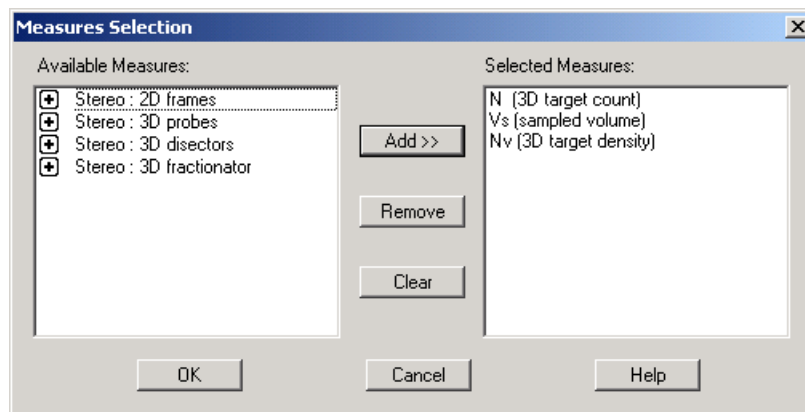 Measures Selection
Available Measures:
Stereo : 2D frames
Stereo : 3D probes
Stereo : 3D disectors
Stereo : 3D fractionator
Add >>
Remove
Clear
Selected Measures:
N (3D target count)
Vs (sampled volume)
Nv (3D target density)
OK
Cancel
Help